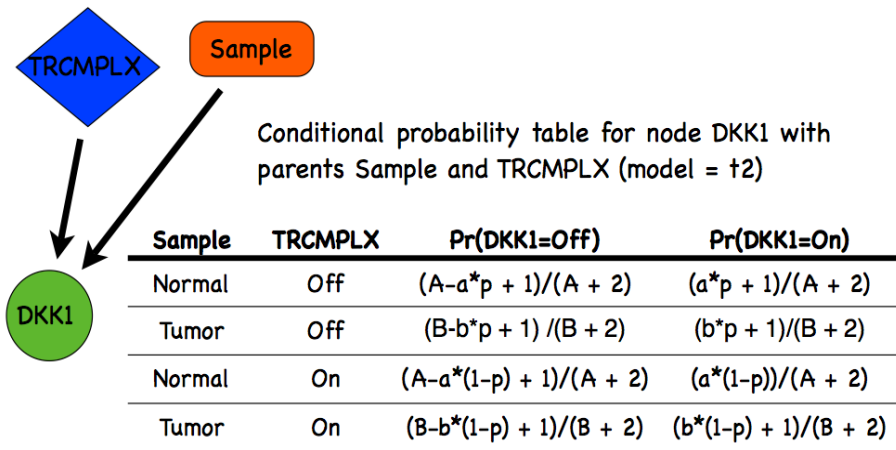 TRCMPLX
Sample
Conditional probability table for node DKK1 with
parents Sample and TRCMPLX (model = t2)
Sample TRCMPLX Pr(DKK1=Off) Pr(DKK1=On)
Normal Off (A-a*p + 1)/(A + 2) (a*p + 1)/(A + 2)
DKK1
Tumor Off (B-b*p + 1) /(B + 2) (b*p + 1)/(B + 2)
Normal On (A-a*(1-p) + 1)/(A + 2) (a*(1-p))/(A + 2)
Tumor On (B-b*(1-p) + 1)/(B + 2) (b*(1-p) + 1)/(B + 2)